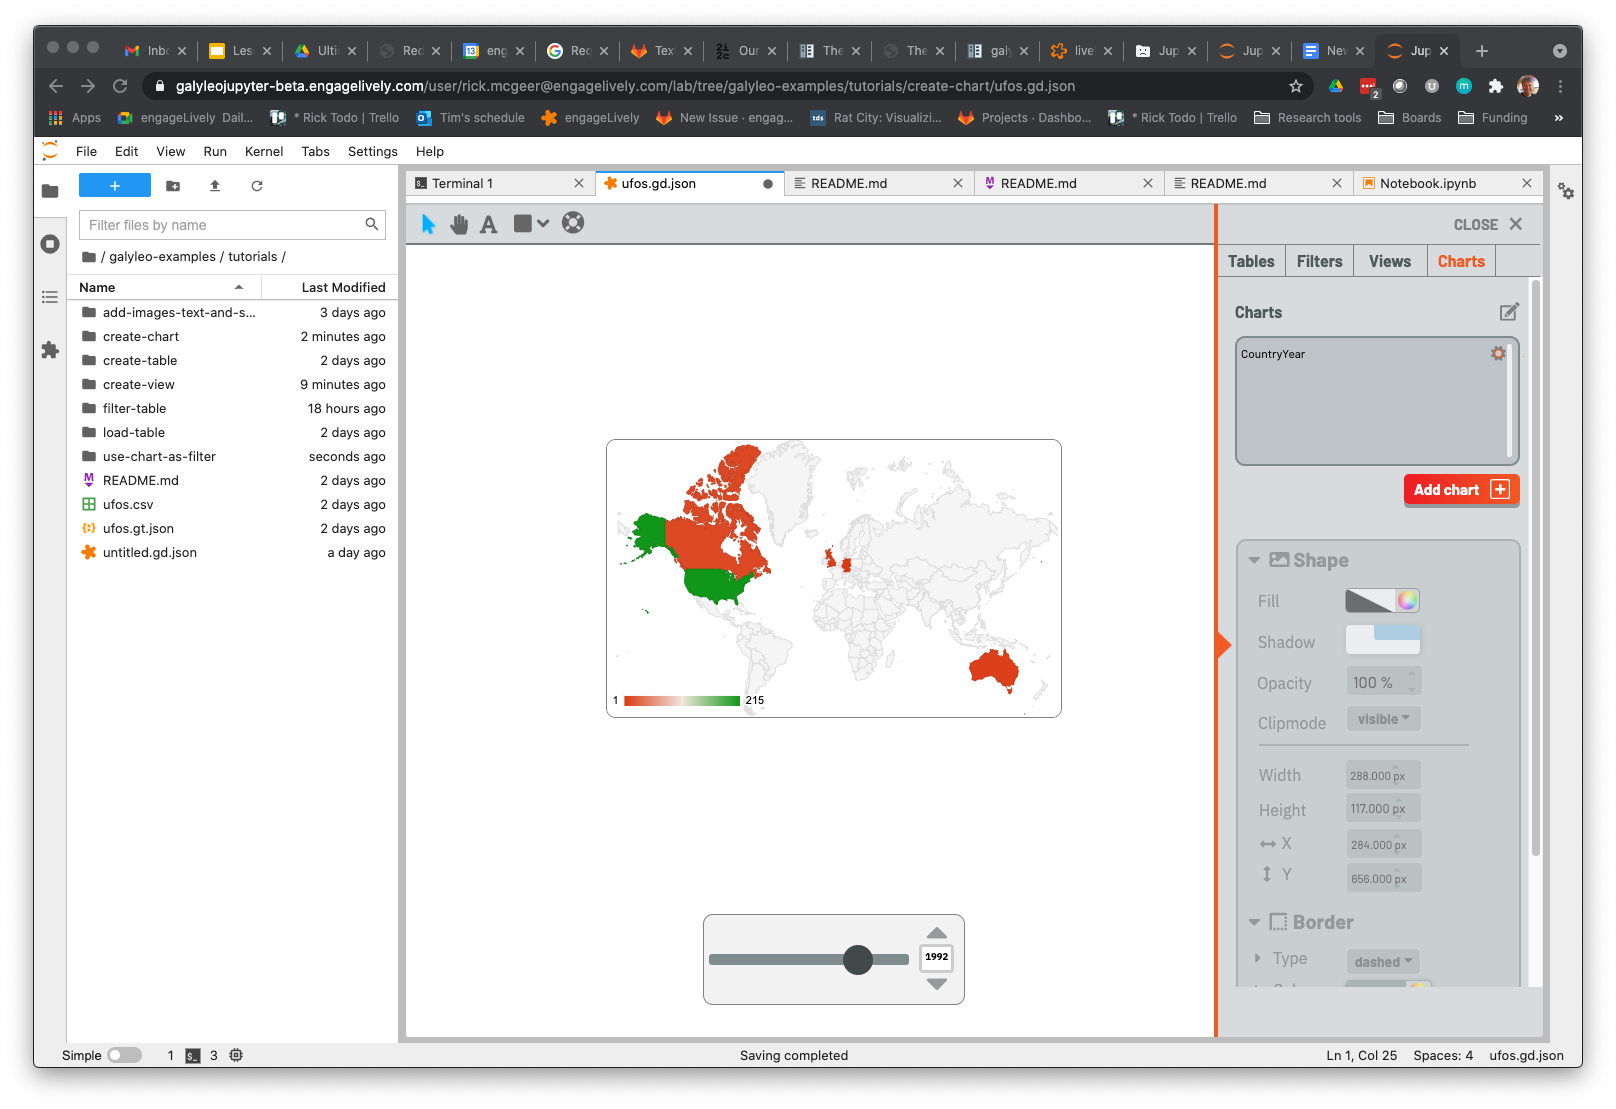 Inbo
Less
Ultin
Red
13 eng
Rec
Text
2i2c Our
The
The
galy
live
Jup
Jup
New
Jup
galyleojupyter-beta.engagelively.com/user/rick.mcgeer@engagelively.com/lab/tree/galyleo-examples/tutorials/create-chart/ufos.gd.json
2
Apps
engageLively Dail...
* Rick Todo | Trello
Tim's schedule
engageLively
New Issue · engag...
tds Rat City: Visualizi...
Projects · Dashbo...
* Rick Todo | Trello
Research tools
Boards
Funding
»
File Edit View Run Kernel Tabs Settings Help
Terminal 1
ufos.gd.json
README.md
README.md
README.md
Notebook.ipynb
Filter files by name
/ galyleo-examples / tutorials /
Name Last Modified
add-images-text-and-s... 3 days ago
create-chart 2 minutes ago
create-table 2 days ago
create-view 9 minutes ago
filter-table 18 hours ago
load-table 2 days ago
use-chart-as-filter seconds ago
README.md 2 days ago
ufos.csv 2 days ago
ufos.gt.json 2 days ago
untitled.gd.json a day ago
CLOSE
Tables Filters Views Charts
Charts
CountryYear
Add chart
Shape
Fill
Shadow
Opacity 100 %
Clipmode visible
Width 288.000 px
Height 117.000 px
X 284.000 px
Y 656.000 px
Border
Type dashed
1 215
1992
Simple 1 $_ 3
Saving completed
Ln 1, Col 25 Spaces: 4 ufos.gd.json